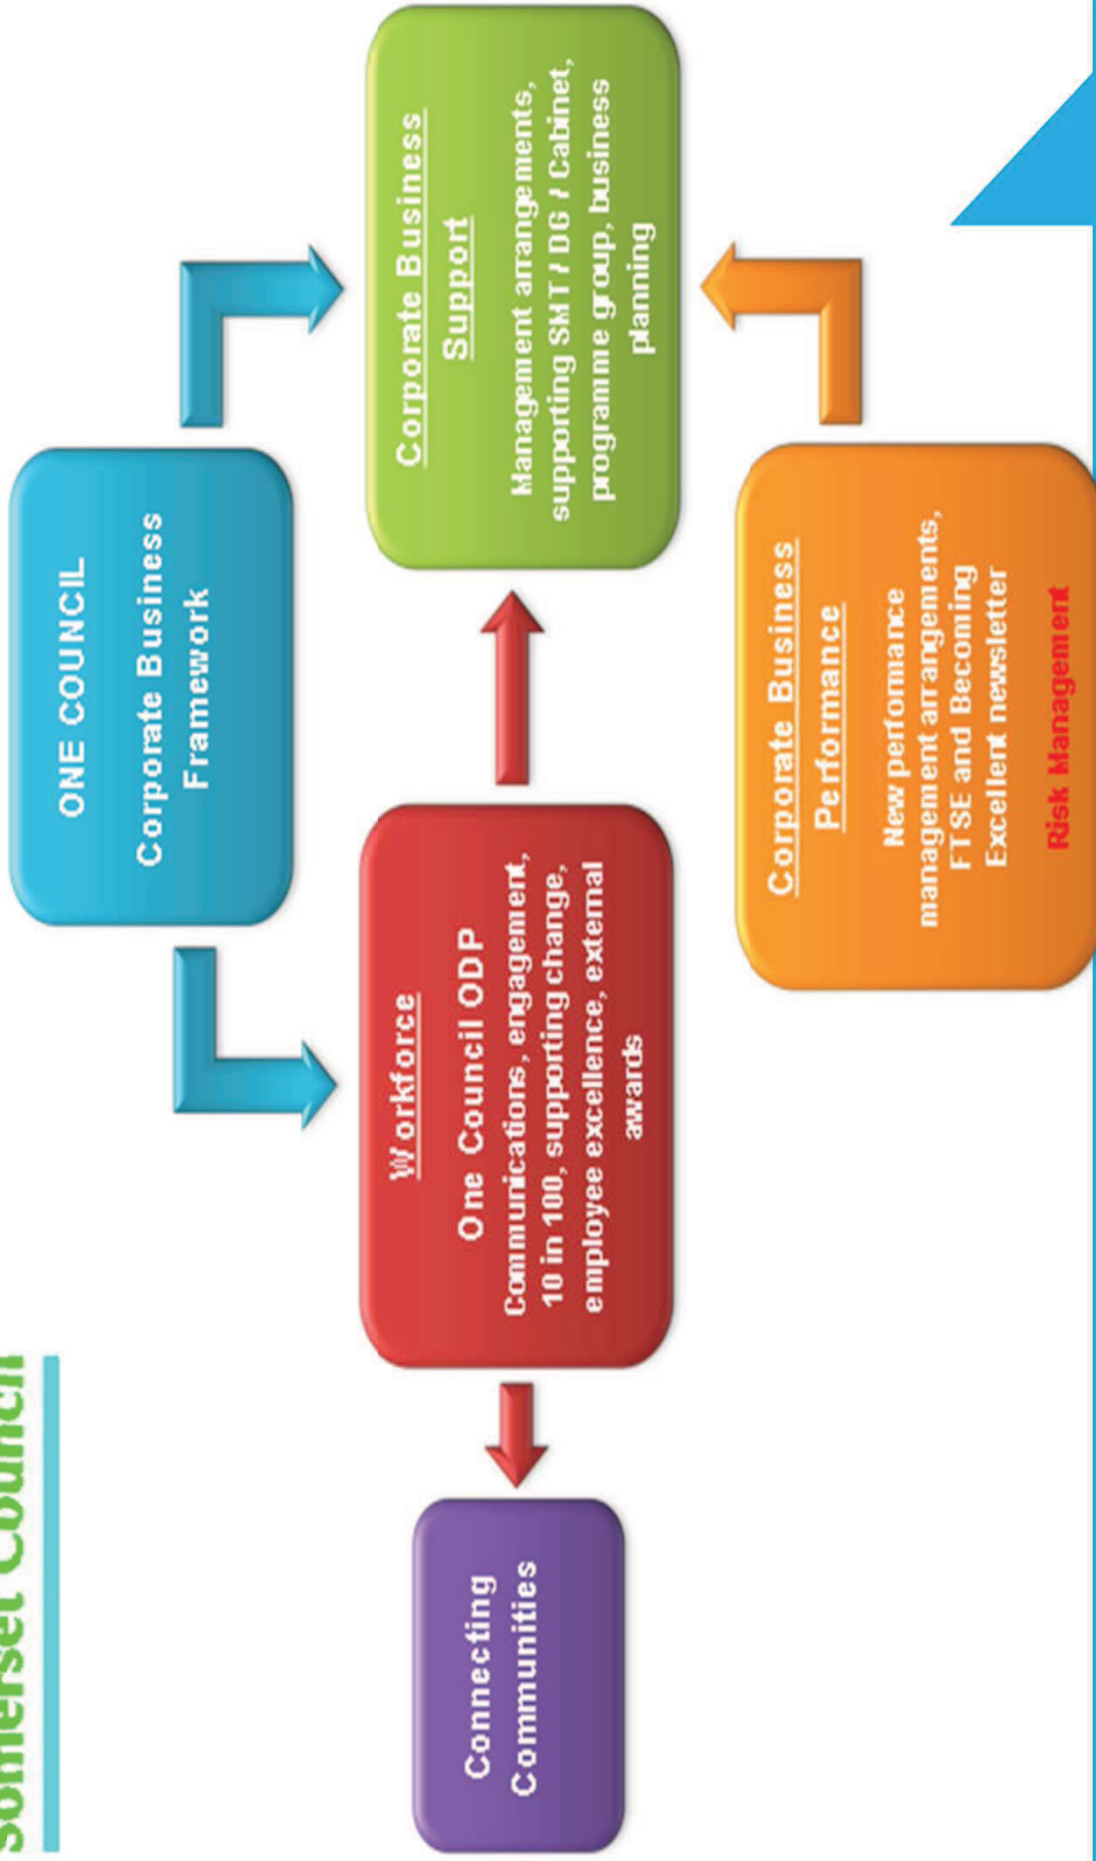 Somerset Council
ONE COUNCIL
Corporate Business
Framework
Connecting
Communities
Workforce
One Council ODP
Communications, engagement,
10 in 100, supporting change,
employee excellence, external
awards
Corporate Business
Support
Management arrangements,
supporting SMT / DG / Cabinet,
programme group, business
planning
Corporate Business
Performance
New performance
management arrangements,
FTSE and Becoming
Excellent newsletter
Risk Management